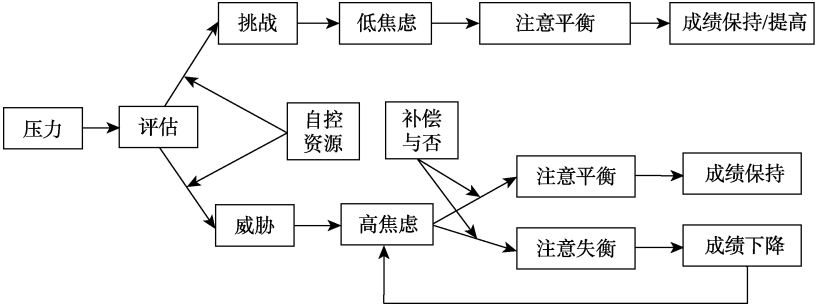 挑战
低焦虑
注意平衡
成绩保持/提高
压力
评估
自控
资源
补偿
与否
注意平衡
成绩保持
威胁
高焦虑
注意失衡
成绩下降